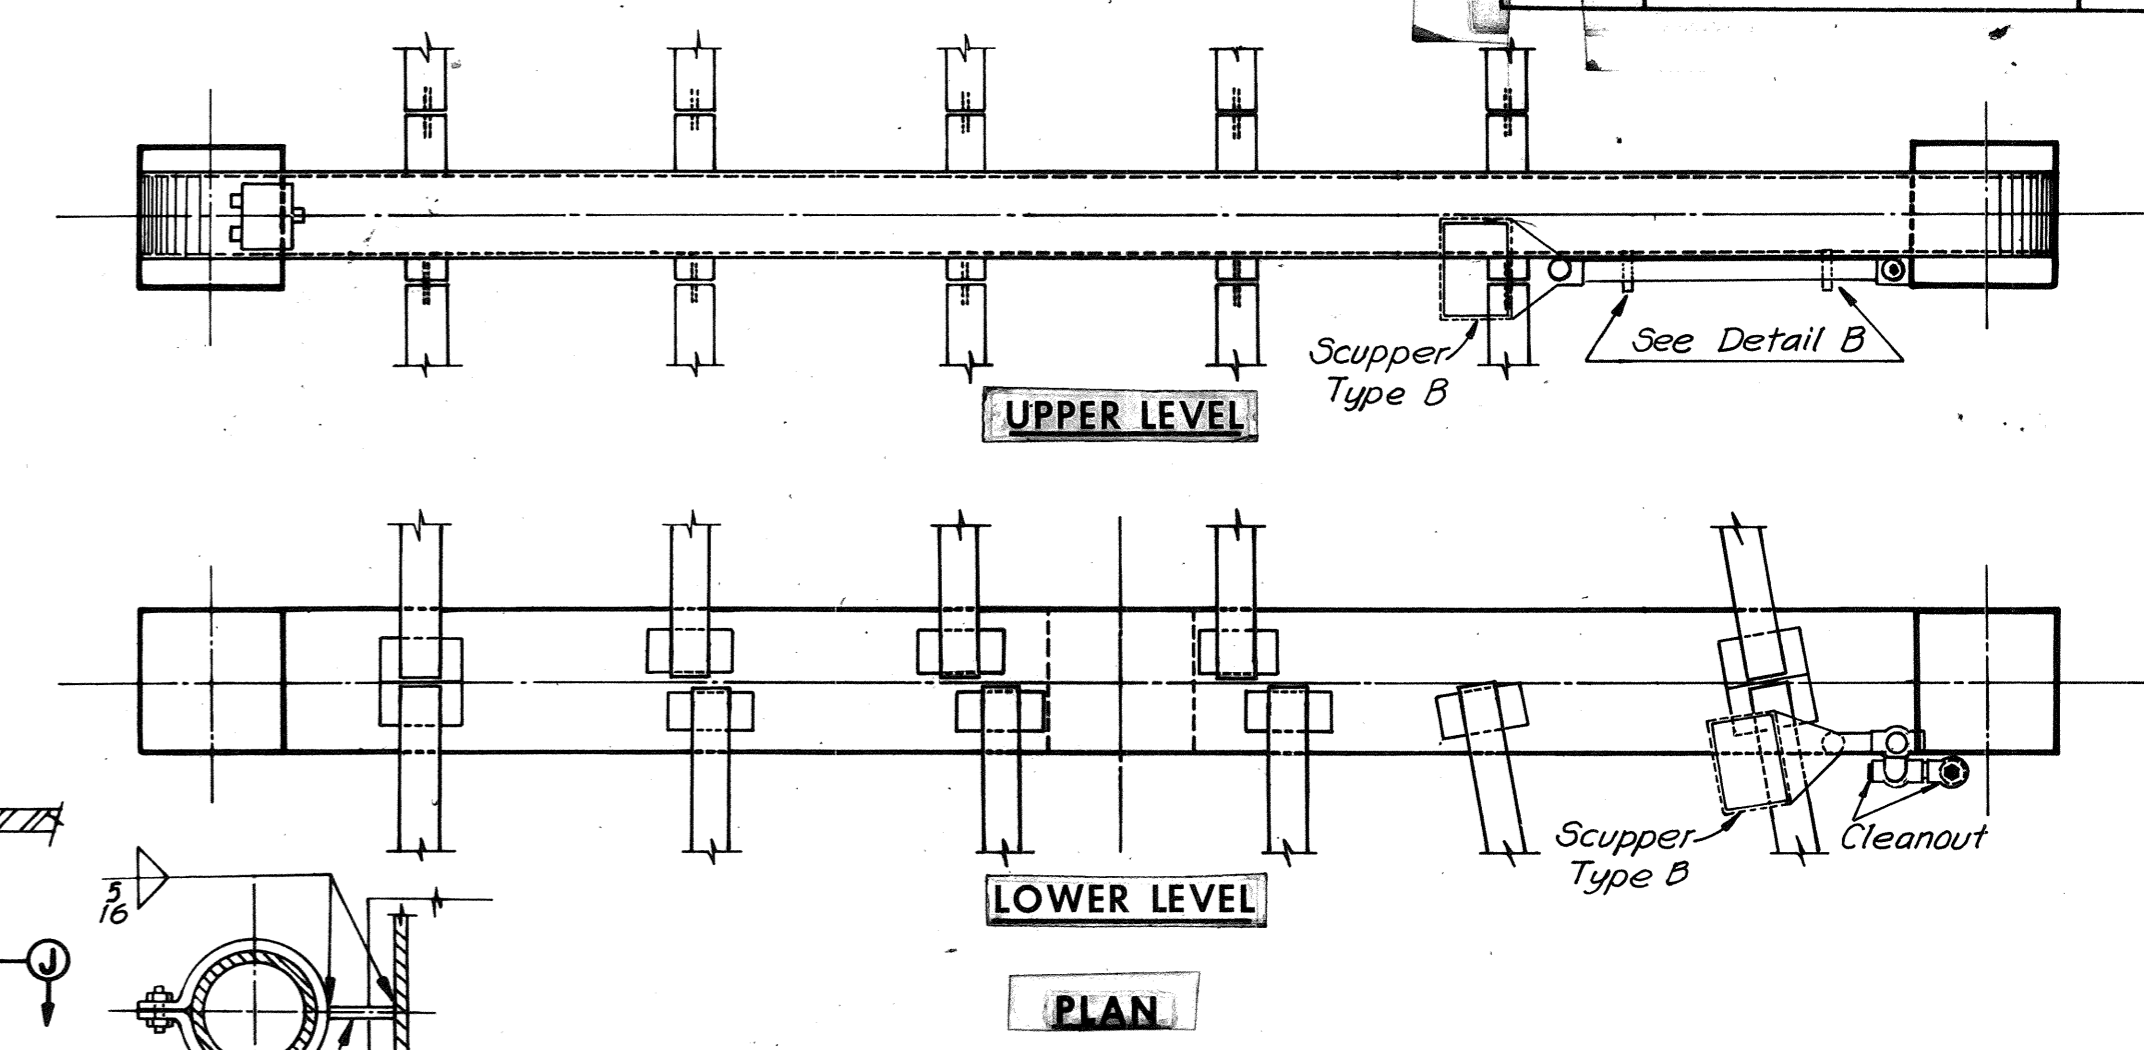 See Detail B
Scupper
Type B
UPPER LEVEL
Scupper
Type B
Cleanout
LOWER LEVEL
5
16
J
PLAN